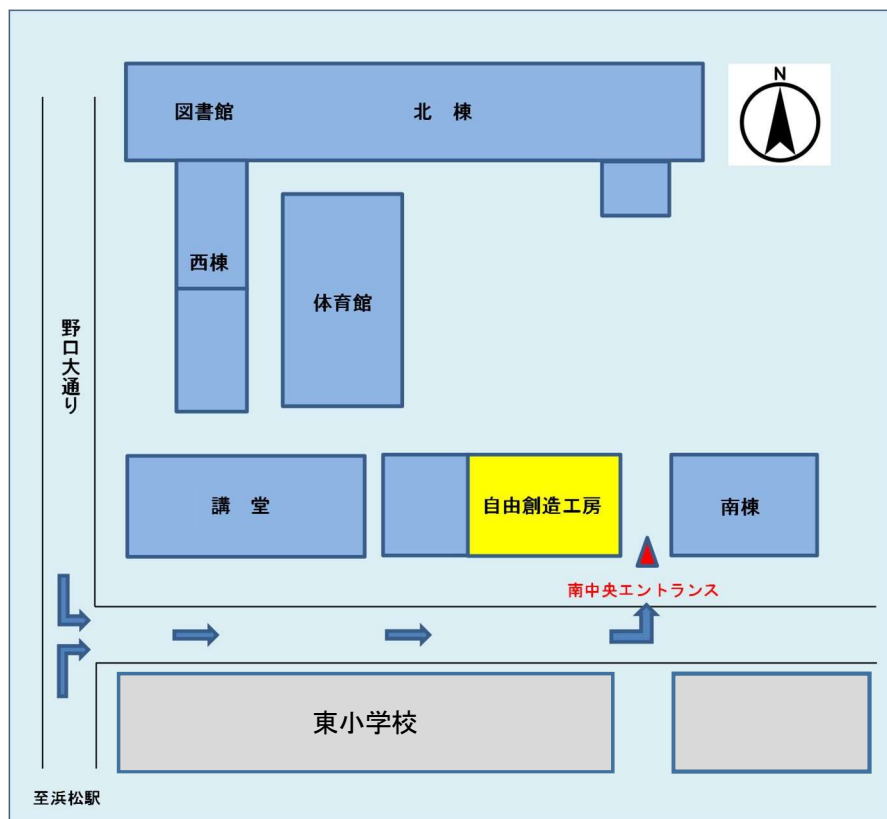 N
図書館
北　棟
西棟
体育館
野口大通り
講　堂
自由創造工房
南棟
南中央エントランス
東小学校
至浜松駅